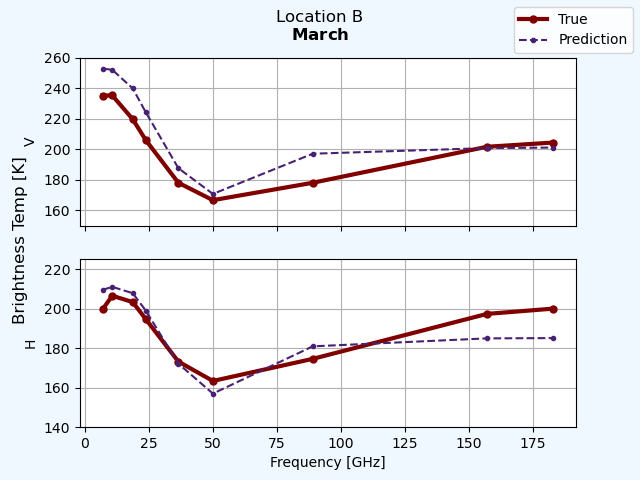 Location B
March
True
Prediction
260
240
220
200
180
160
V
Brightness Temp [K]
220
200
180
160
140
H
0
25
50
75
100
125
150
175
Frequency [GHz]